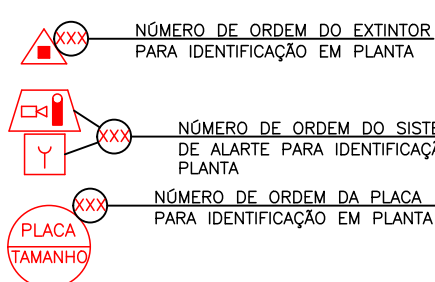 XXX
NÚMERO DE ORDEM DO EXTINTOR
PARA IDENTIFICAÇÃO EM PLANTA
XXX
NÚMERO DE ORDEM DO SISTE
DE ALARTE PARA IDENTIFICAÇÃ
PLANTA
XXX
NÚMERO DE ORDEM DA PLACA
PARA IDENTIFICAÇÃO EM PLANTA
PLACA
TAMANHO